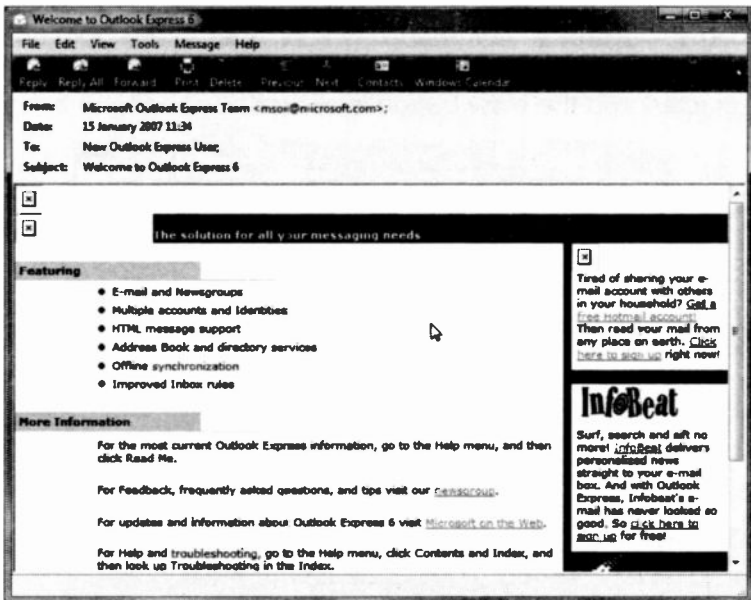 Welcome to Outlook Express 6
File Edit View Tools Message Help
Reply Reply All Forward Print Delete Previous Next Contacts Windows Calendar
From: Microsoft Outlook Express Team <msoe@microsoft.com>;
Date: 15 January 2007 11:34
To: New Outlook Express User;
Subject: Welcome to Outlook Express 6
The solution for all your messaging needs
Featuring
• E-mail and Newsgroups
• Multiple accounts and Identities
• HTML message support
• Address Book and directory services
• Offline synchronization
• Improved Inbox rules
More Information
For the most current Outlook Express information, go to the Help menu, and then
click Read Me.
For Feedback, frequently asked questions, and tips visit our newsgroup.
For updates and information about Outlook Express 6 visit Microsoft on the Web.
For Help and troubleshooting, go to the Help menu, click Contents and Index, and
then look up Troubleshooting in the Index.
Tired of sharing your e-
mail account with others
in your household? Get a
free Hotmail account!
Then read your mail from
any place on earth. Click
here to sign up right now!
InfoBeat
Surf, search and sift no
more! InfoBeat delivers
personalized news
straight to your e-mail
box. And with Outlook
Express, Infobeat's e-
mail has never looked so
good. So click here to
sign up for free!